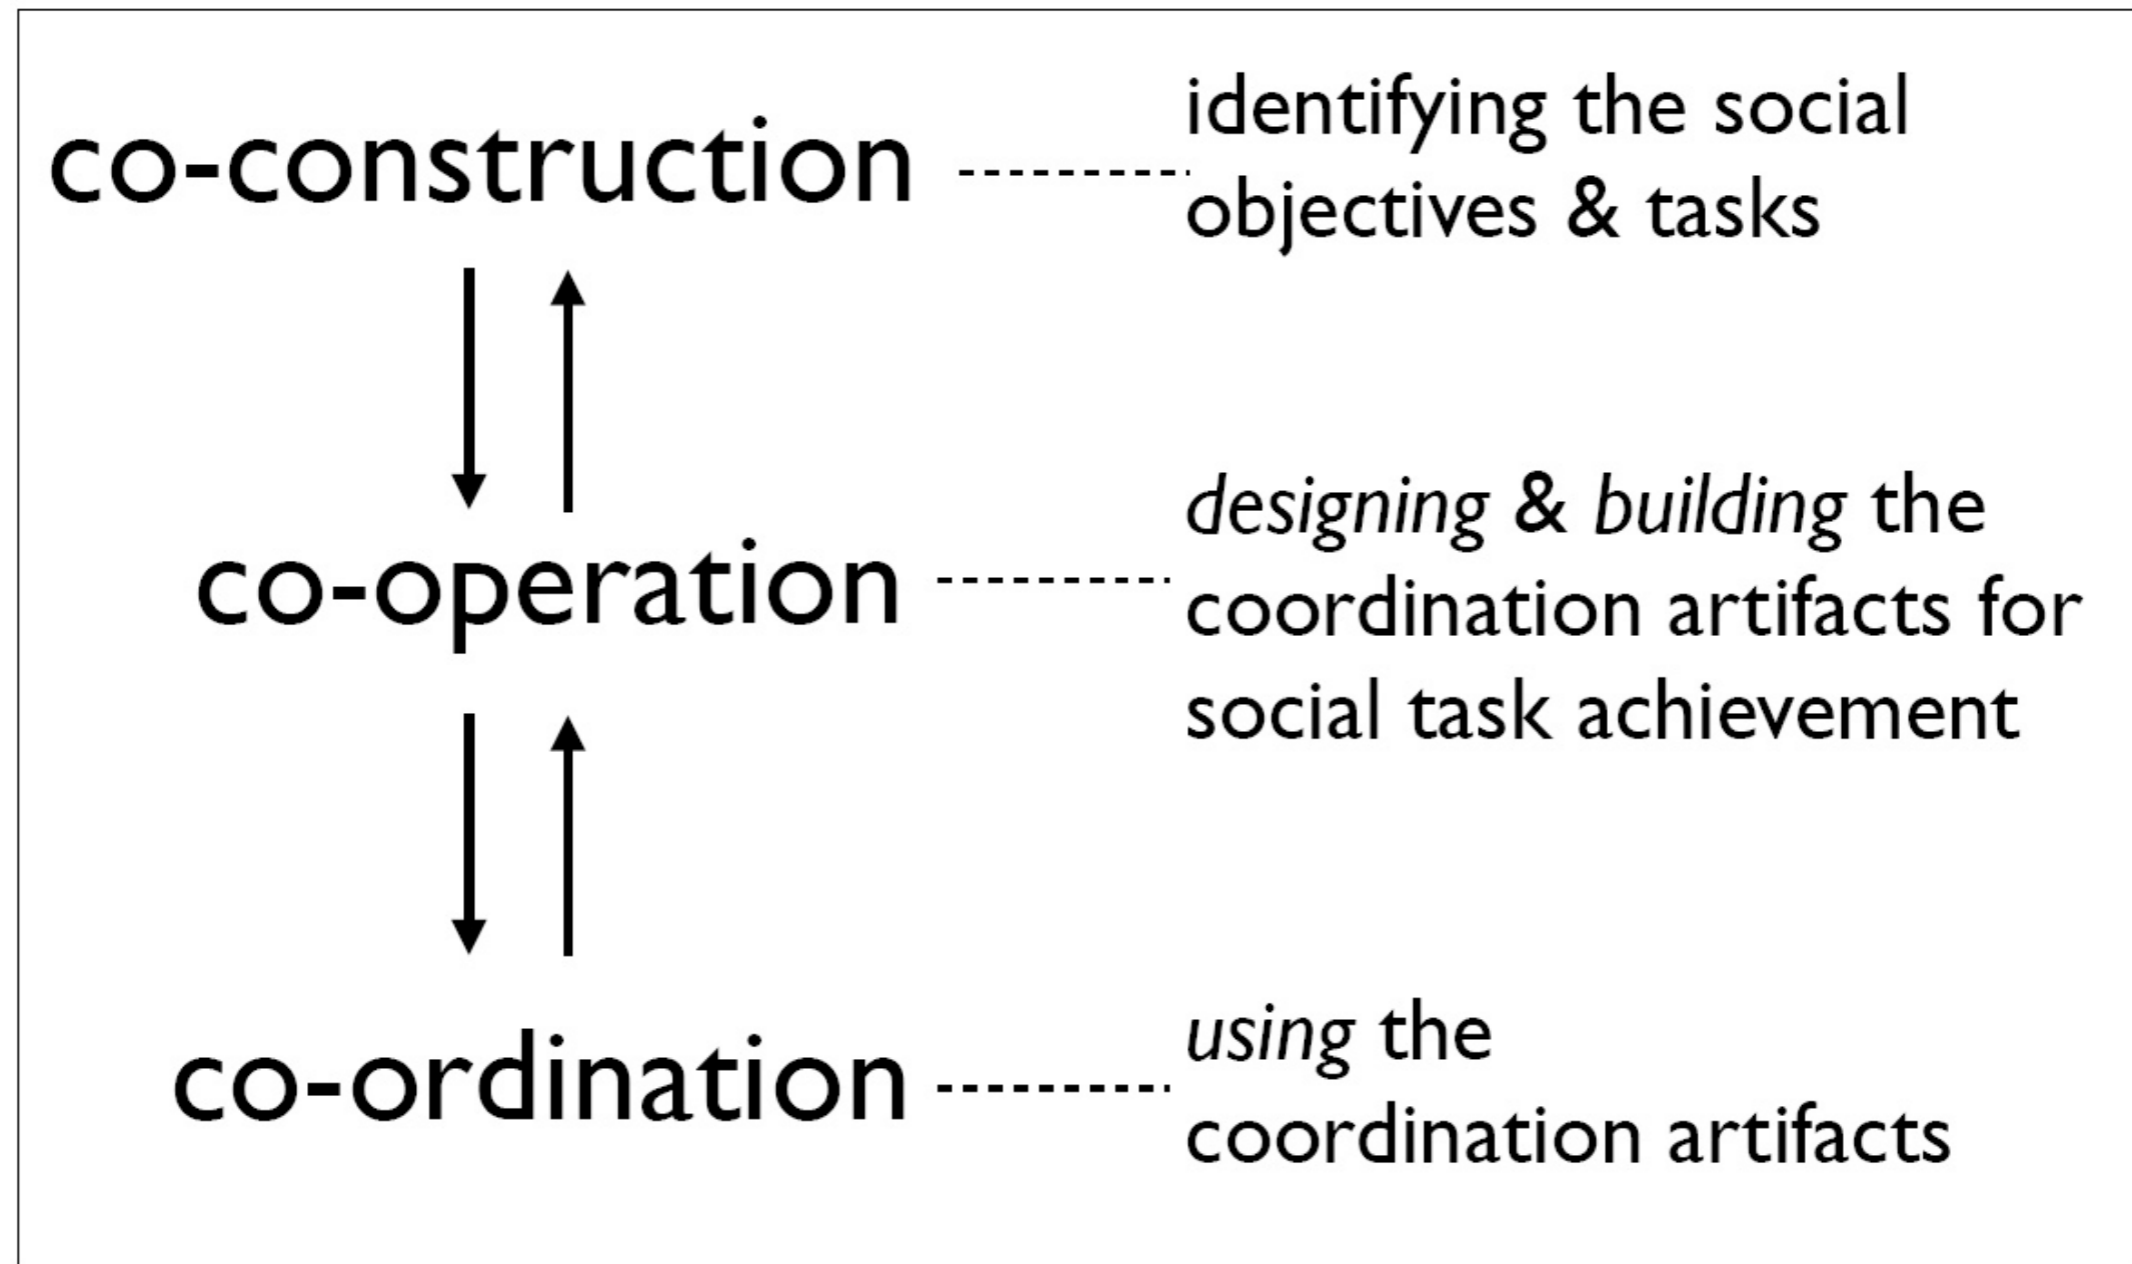 co-construction
identifying the social
objectives & tasks
co-operation
designing & building the
coordination artifacts for
social task achievement
co-ordination
using the
coordination artifacts